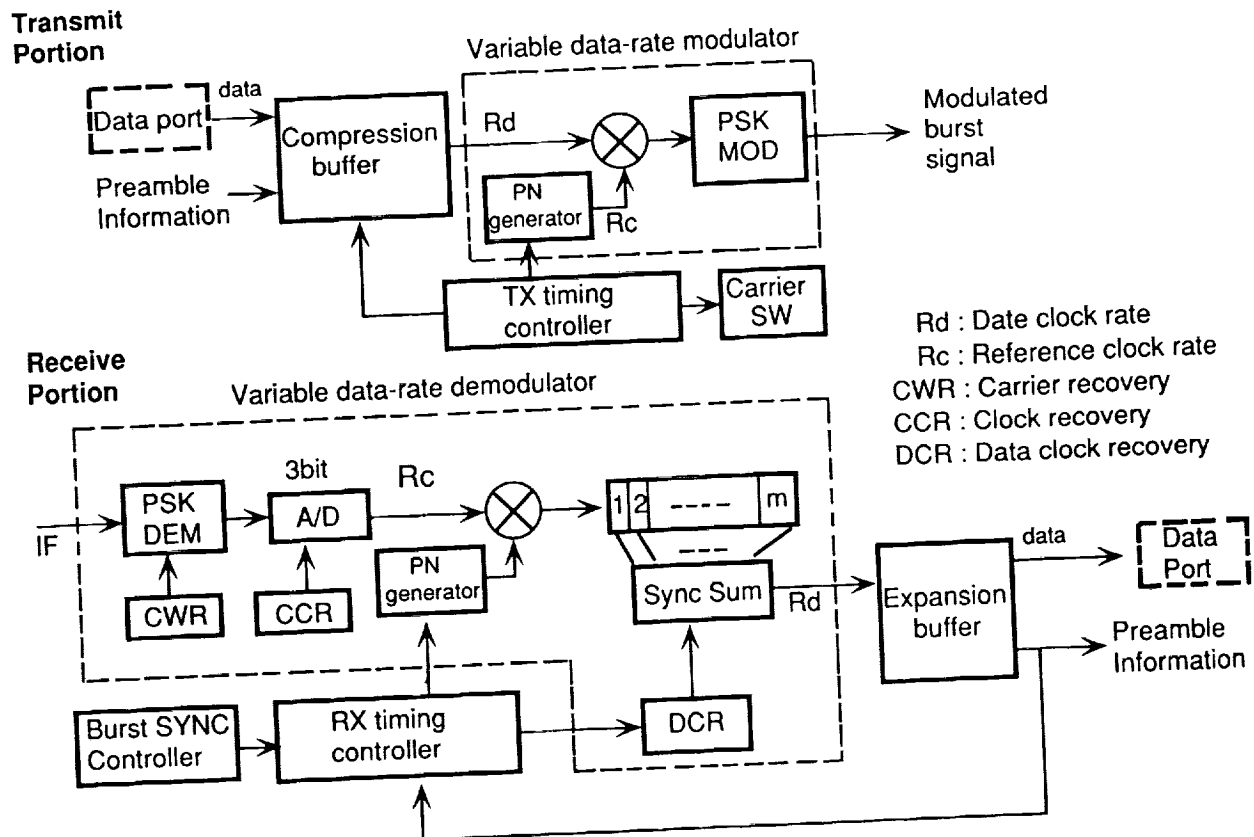 Transmit
Portion
Variable data-rate modulator
data
Data port
Compression
buffer
Rd
PSK
MOD
Modulated
burst
signal
Preamble
Information
PN
generator
Rc
TX timing
controller
Carrier
SW
Rd : Date clock rate
Rc : Reference clock rate
CWR : Carrier recovery
CCR : Clock recovery
DCR : Data clock recovery
Receive
Portion
Variable data-rate demodulator
IF
PSK
DEM
3bit
A/D
Rc
1 2 ---- m
----
PN
generator
CWR
CCR
Sync Sum
Rd
Expansion
buffer
data
Data
Port
Preamble
Information
Burst SYNC
Controller
RX timing
controller
DCR